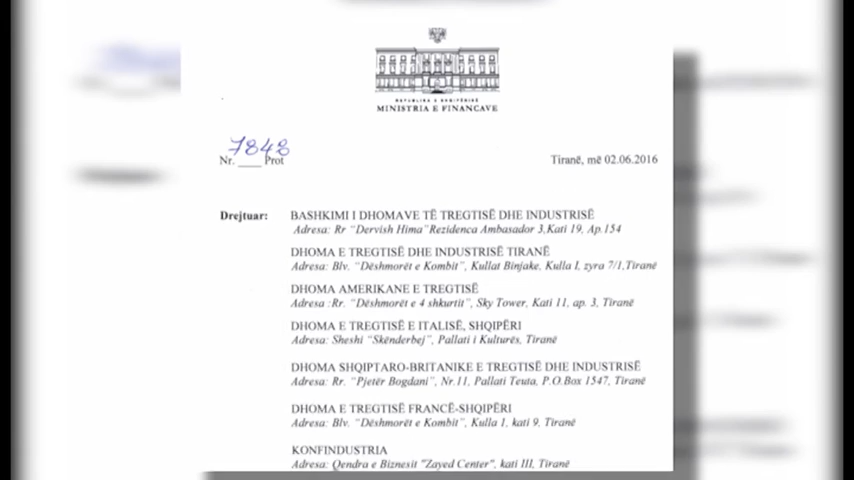 REPUBLIKA E SHQIPËRISË
MINISTRIA E FINANCAVE
7848
Nr. ____ Prot
Tiranë, më 02.06.2016
Drejtuar: BASHKIMI I DHOMAVE TË TREGTISË DHE INDUSTRISË
Adresa: Rr "Dervish Hima"Rezidenca Ambasador 3,Kati 19, Ap.154
DHOMA E TREGTISË DHE INDUSTRISË TIRANË
Adresa: Blv. "Dëshmorët e Kombit", Kullat Binjake, Kulla I, zyra 7/1,Tiranë
DHOMA AMERIKANE E TREGTISË
Adresa :Rr. "Dëshmorët e 4 shkurtit", Sky Tower, Kati 11, ap. 3, Tiranë
DHOMA E TREGTISË E ITALISË, SHQIPËRI
Adresa: Sheshi "Skënderbej", Pallati i Kulturës, Tiranë
DHOMA SHQIPTARO-BRITANIKE E TREGTISË DHE INDUSTRISË
Adresa: Rr. "Pjetër Bogdani", Nr.11, Pallati Teuta, P.O.Box 1547, Tiranë
DHOMA E TREGTISË FRANCË-SHQIPËRI
Adresa: Blv. "Dëshmorët e Kombit", Kulla 1, kati 9, Tiranë
KONFINDUSTRIA
Adresa: Qendra e Biznesit "Zayed Center", kati III, Tiranë